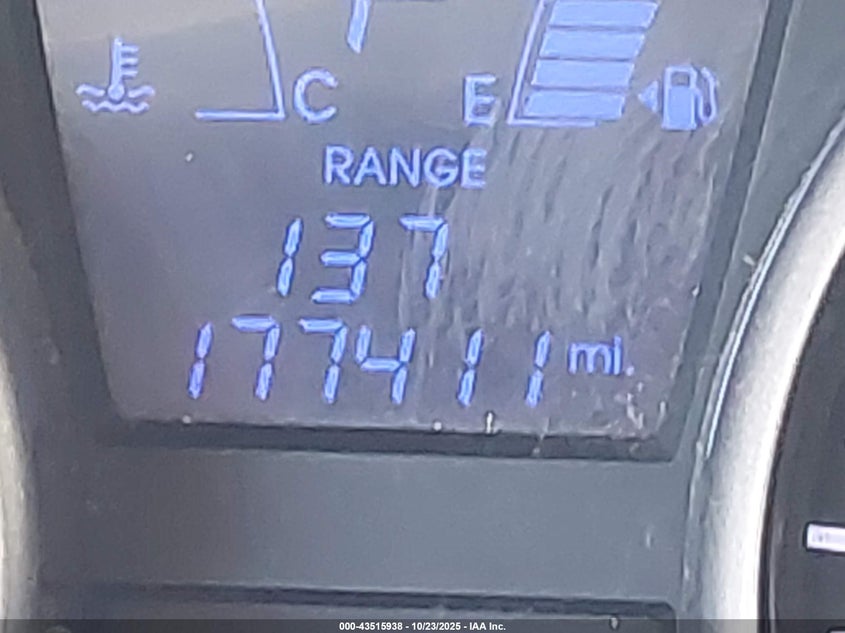 C E
RANGE
137
177411 mi.
000-43515938 - 10/23/2025 - IAA Inc.